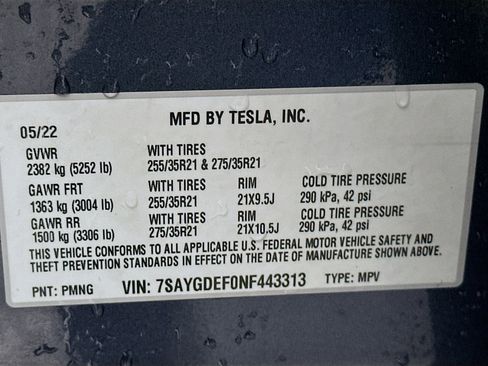 MFD BY TESLA, INC.
05/22
GVWR WITH TIRES
2382 kg (5252 lb) 255/35R21 & 275/35R21
GAWR FRT WITH TIRES RIM COLD TIRE PRESSURE
1363 kg (3004 lb) 255/35R21 21X9.5J 290 kPa, 42 psi
GAWR RR WITH TIRES RIM COLD TIRE PRESSURE
1500 kg (3306 lb) 275/35R21 21X10,5J 290 kPa, 42 psi
THIS VEHICLE CONFORMS TO ALL APPLICABLE U.S. FEDERAL MOTOR VEHICLE SAFETY AND
THEFT PREVENTION STANDARDS IN EFFECT ON THE DATE OF MANUFACTURE SHOWN ABOVE.
PNT: PMNG VIN: 7SAYGDEF0NF443313 TYPE: MPV